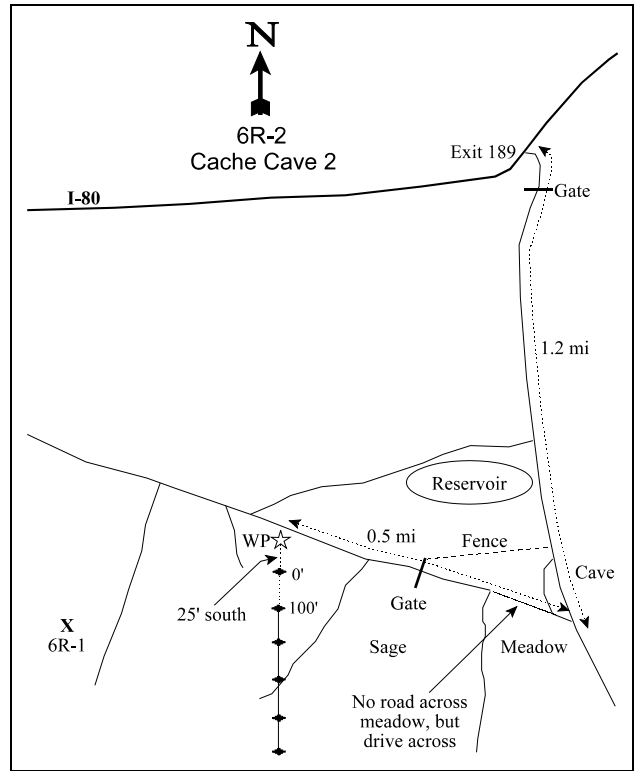 N
6R-2
Cache Cave 2
Exit 189
I-80
Gate
1.2 mi
Reservoir
WP
0.5 mi
Fence
0'
Cave
25' south
100'
Gate
X
6R-1
Sage
Meadow
No road across
meadow, but
drive across